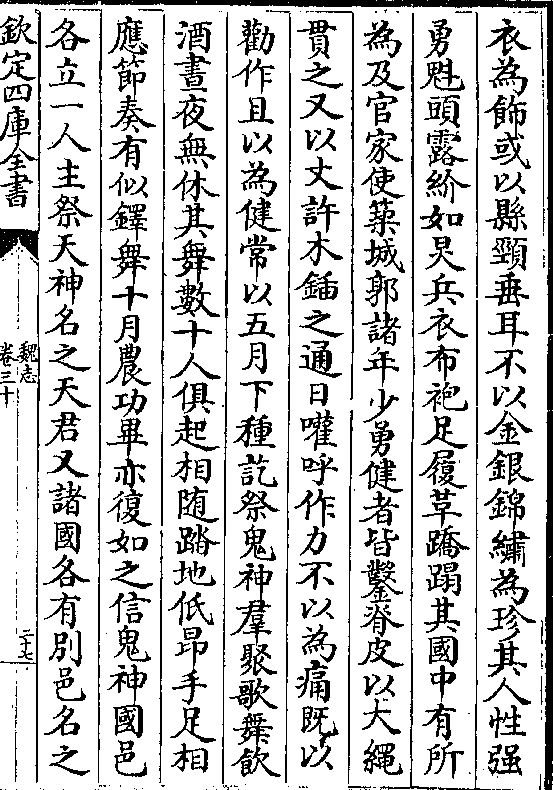 衣為飾或以縣頸垂耳不以金銀錦繡為珍其人性强
勇魁頭露紒如炅兵衣布袍足履草蹻蹋其國中有所
為及官家使築城郭諸年少勇健者皆鑿脊皮以大繩
貫之又以丈許木鍤之通日嚾呼作力不以為痛既以
勸作且以為健常以五月下種訖祭鬼神羣聚歌舞飲
酒晝夜無休其舞數十人俱起相随踏地低昂手足相
應節奏有似鐸舞十月農功畢亦復如之信鬼神國邑
各立一人主祭天神名之天君又諸國各有别邑名之
欽定四庫全書
魏志
卷三十
二十七